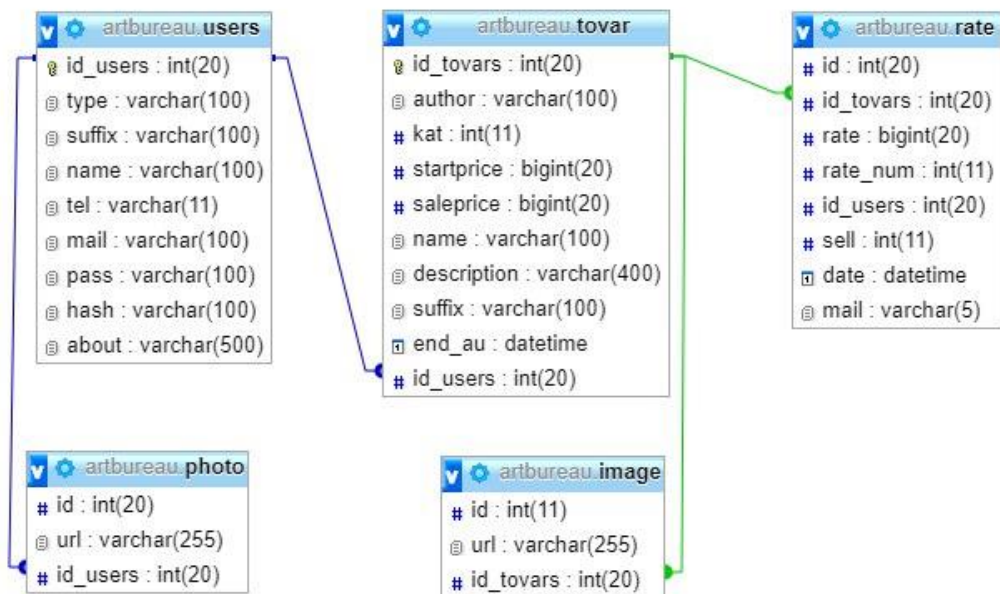 artbureau.users
id_users : int(20)
type : varchar(100)
suffix : varchar(100)
name : varchar(100)
tel : varchar(11)
mail : varchar(100)
pass : varchar(100)
hash : varchar(100)
about : varchar(500)
artbureau.tovar
id_tovars : int(20)
author : varchar(100)
# kat : int(11)
# startprice : bigint(20)
# saleprice : bigint(20)
name : varchar(100)
description : varchar(400)
suffix : varchar(100)
end_au : datetime
# id_users : int(20)
artbureau.rate
# id : int(20)
# id_tovars : int(20)
# rate : bigint(20)
# rate_num : int(11)
# id_users : int(20)
# sell : int(11)
date : datetime
mail : varchar(5)
artbureau.photo
# id : int(20)
url : varchar(255)
# id_users : int(20)
artbureau.image
# id : int(11)
url : varchar(255)
# id_tovars : int(20)